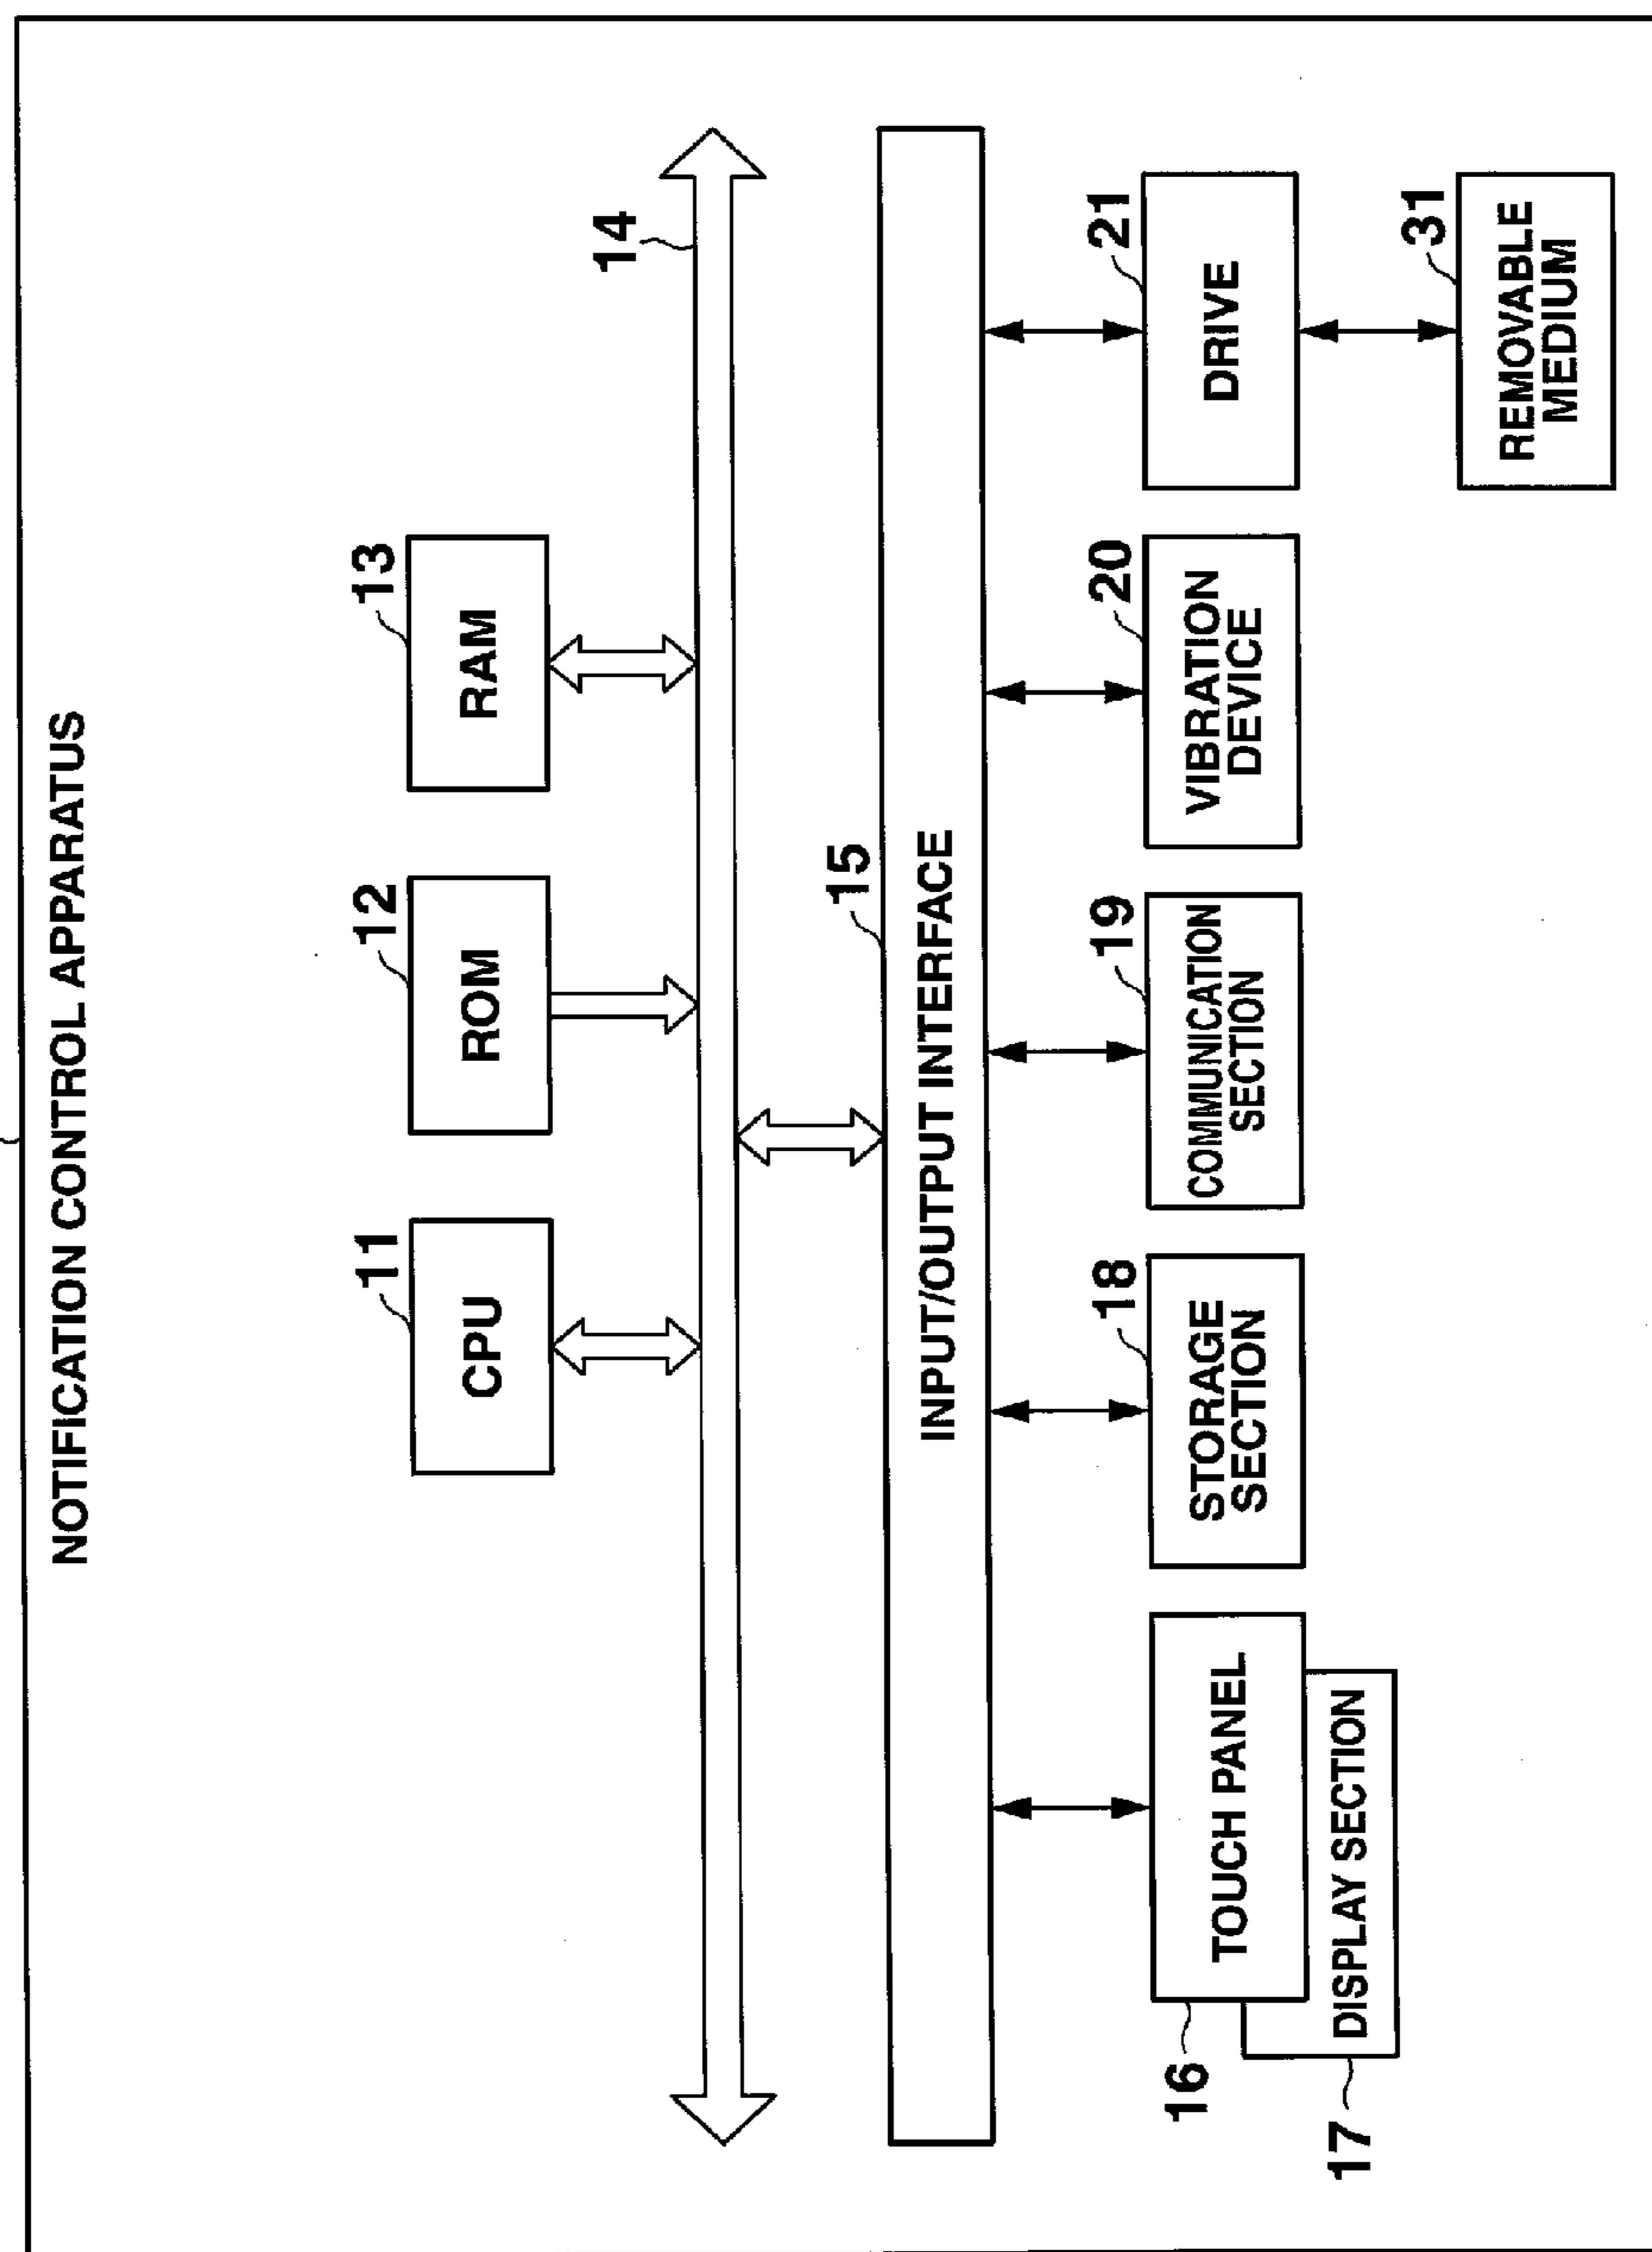 NOTIFICATION CONTROL APPARATUS
11
CPU
12
ROM
13
RAM
14
15
INPUT/OUTPUT INTERFACE
16
TOUCH PANEL
17
DISPLAY SECTION
18
STORAGE
SECTION
19
COMMUNICATION
SECTION
20
VIBRATION
DEVICE
21
DRIVE
31
REMOVABLE
MEDIUM